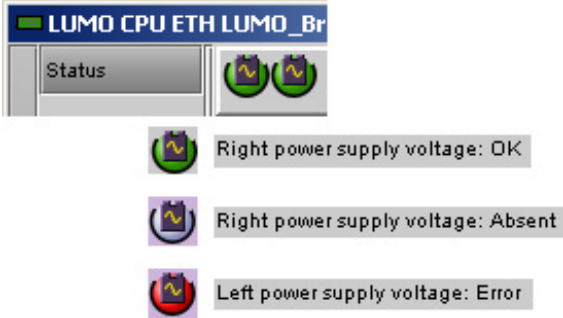 LUMO CPU ETH LUMO_Br
Status
Right power supply voltage: OK
Right power supply voltage: Absent
Left power supply voltage: Error